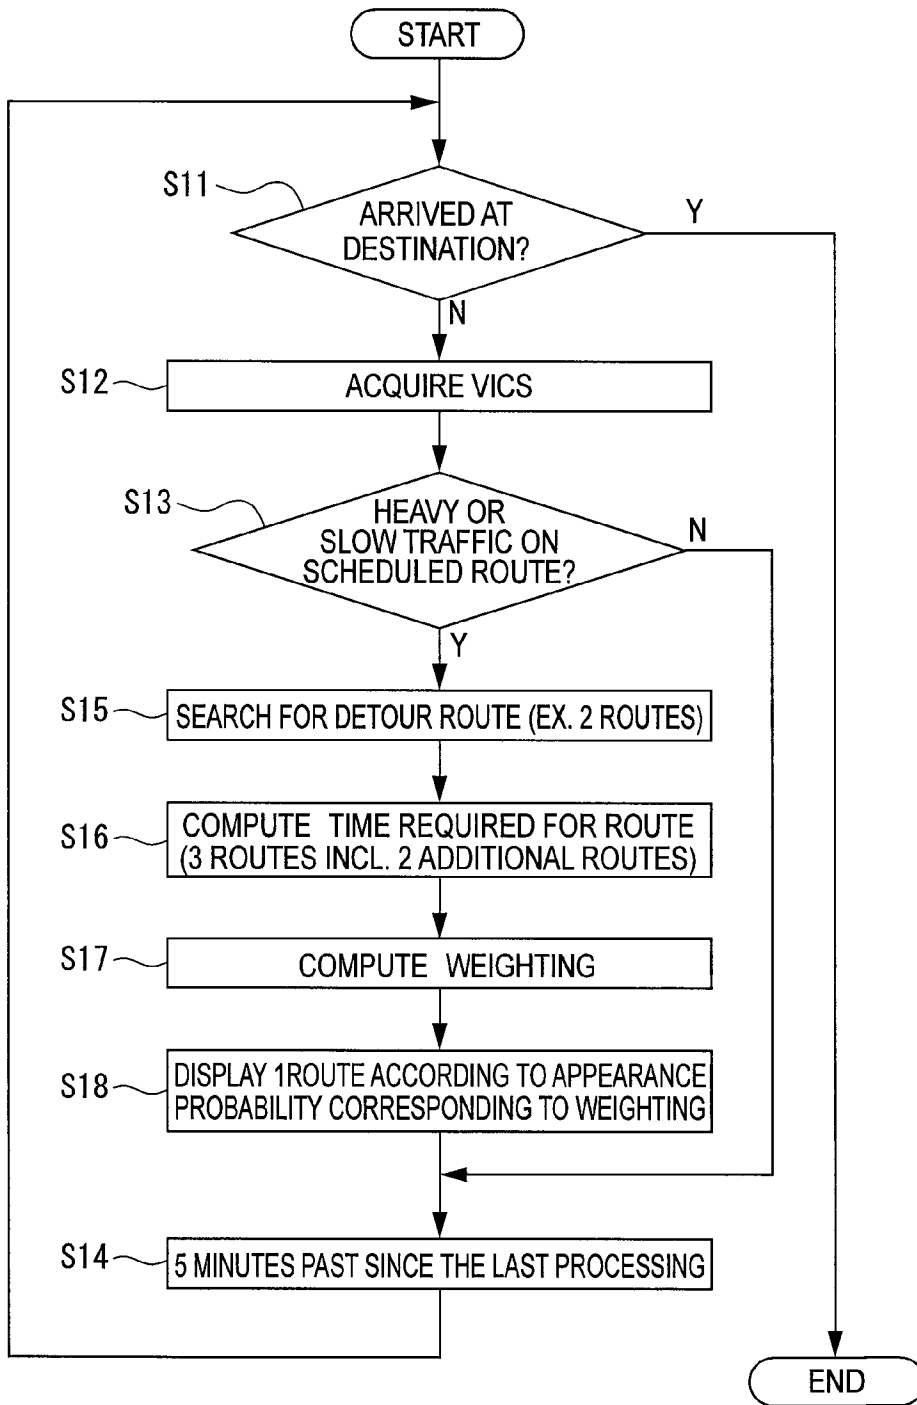 START
S11
ARRIVED AT
DESTINATION?
Y
N
S12
ACQUIRE VICS
S13
HEAVY OR
SLOW TRAFFIC ON
SCHEDULED ROUTE?
N
Y
S15
SEARCH FOR DETOUR ROUTE (EX. 2 ROUTES)
S16
COMPUTE TIME REQUIRED FOR ROUTE
(3 ROUTES INCL. 2 ADDITIONAL ROUTES)
S17
COMPUTE WEIGHTING
S18
DISPLAY 1ROUTE ACCORDING TO APPEARANCE
PROBABILITY CORRESPONDING TO WEIGHTING
S14
5 MINUTES PAST SINCE THE LAST PROCESSING
END